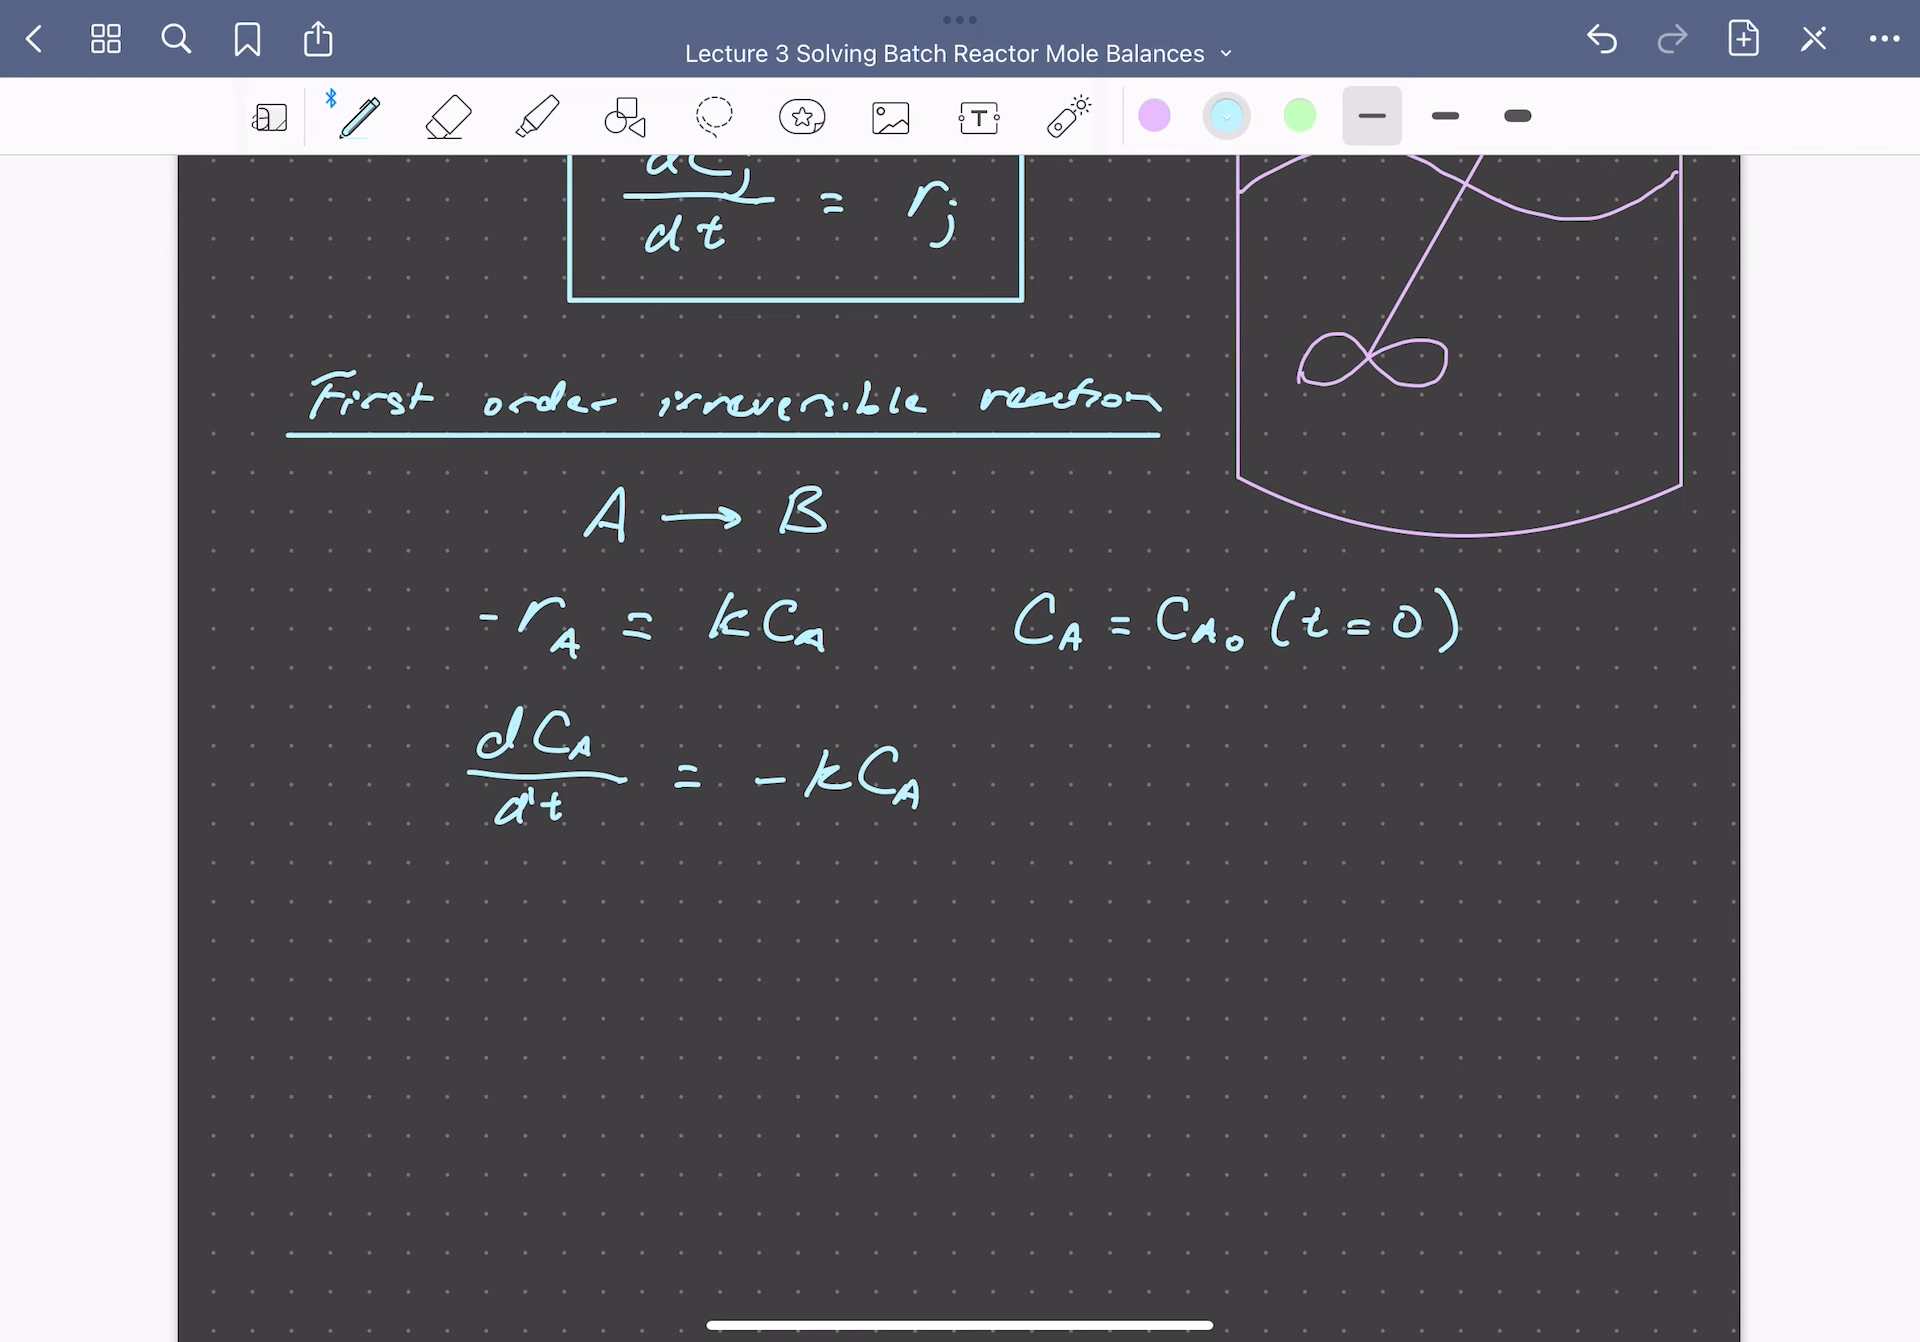 Lecture 3 Solving Batch Reactor Mole Balances
T
dCj
dt = rj
First order irreversible reaction
A → B
-rA = kCA    CA = CA0 (t = 0)
dCA
dt = -kCA